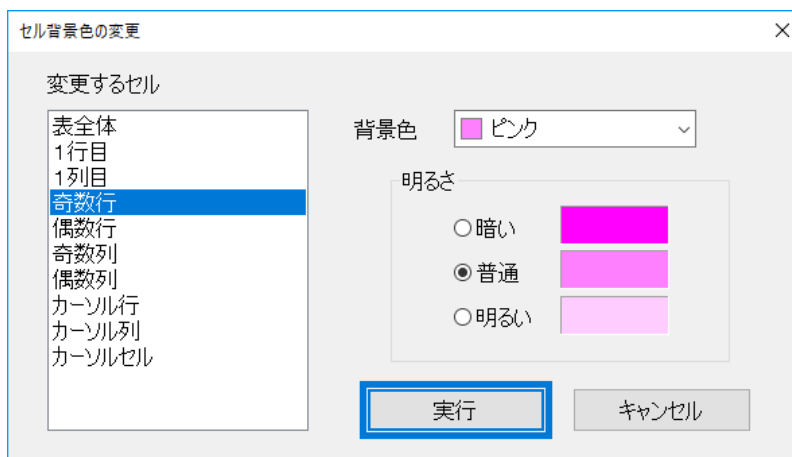 セル背景色の変更
変更するセル
表全体
1行目
1列目
奇数行
偶数行
奇数列
偶数列
カーソル行
カーソル列
カーソルセル
背景色
ピンク
明るさ
暗い
普通
明るい
実行
キャンセル